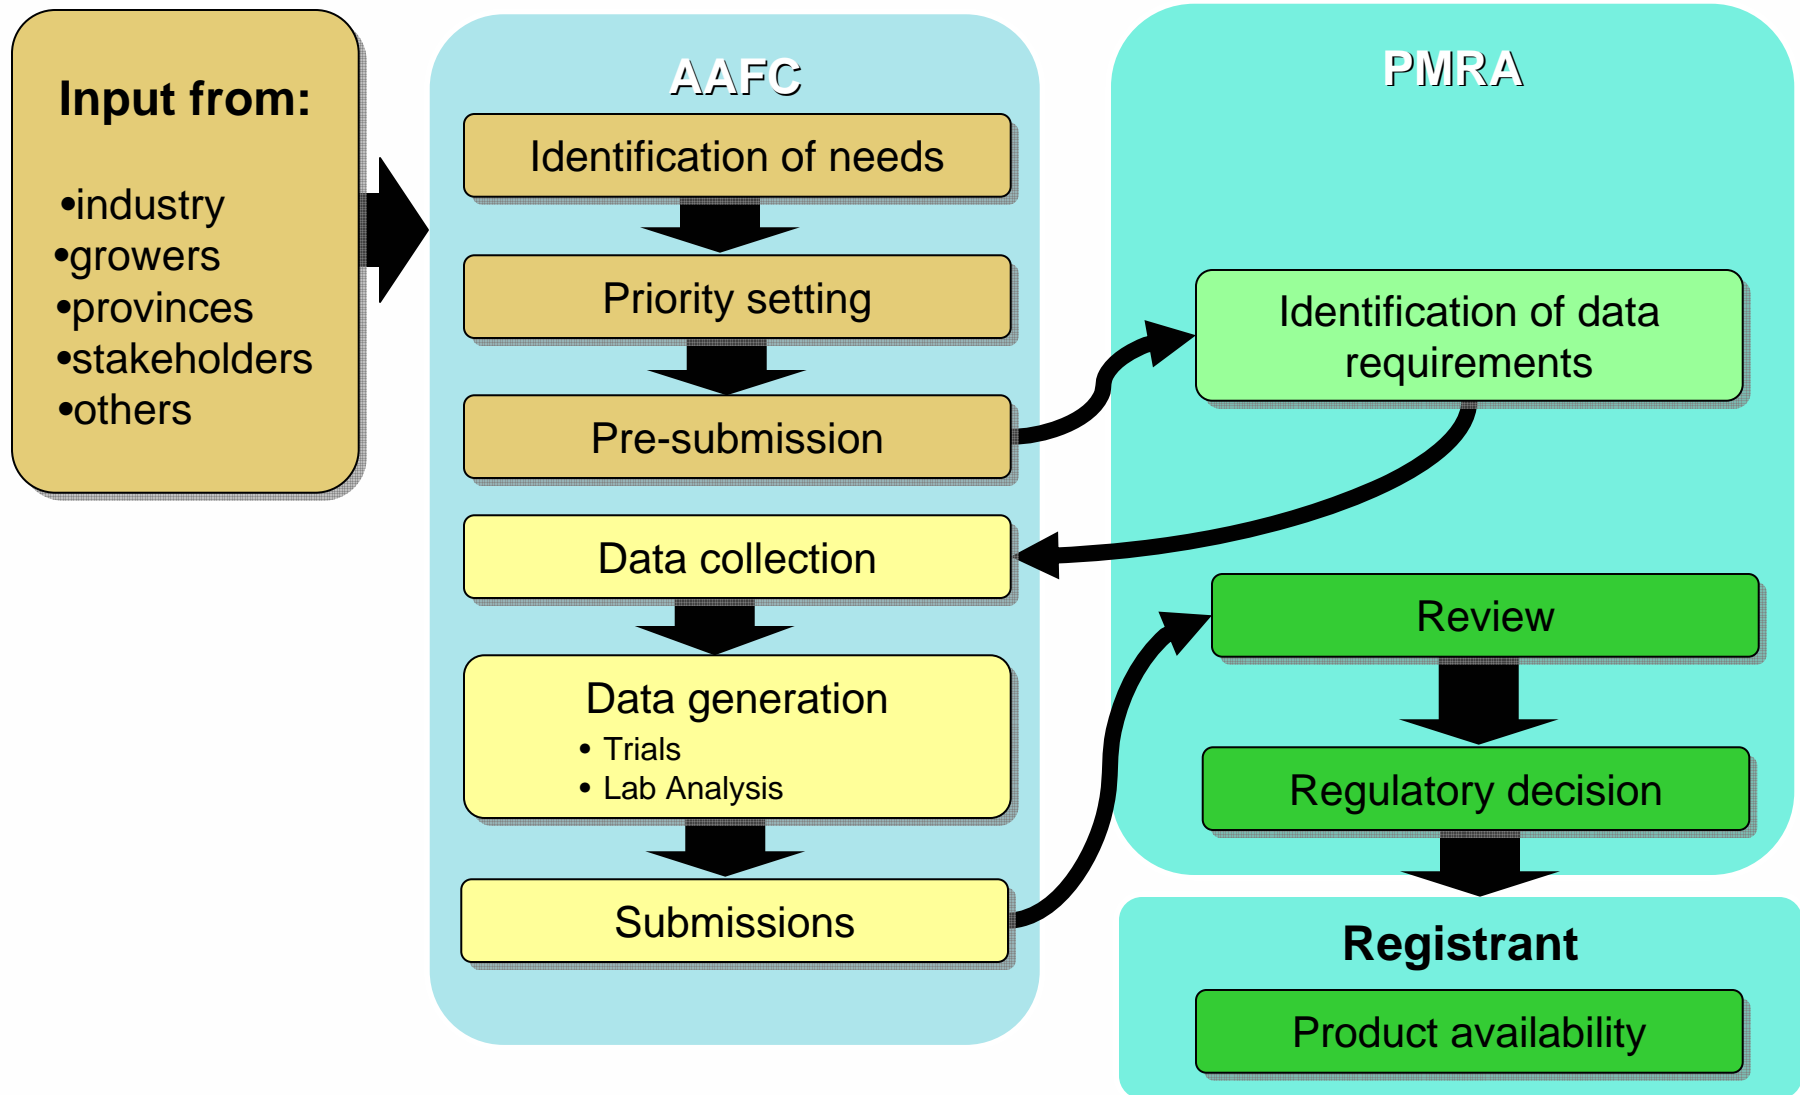 Input from:
•industry
•growers
•provinces
•stakeholders
•others
AAFC
Identification of needs
Priority setting
Pre-submission
Data collection
Data generation
• Trials
• Lab Analysis
Submissions
PMRA
Identification of data
requirements
Review
Regulatory decision
Registrant
Product availability